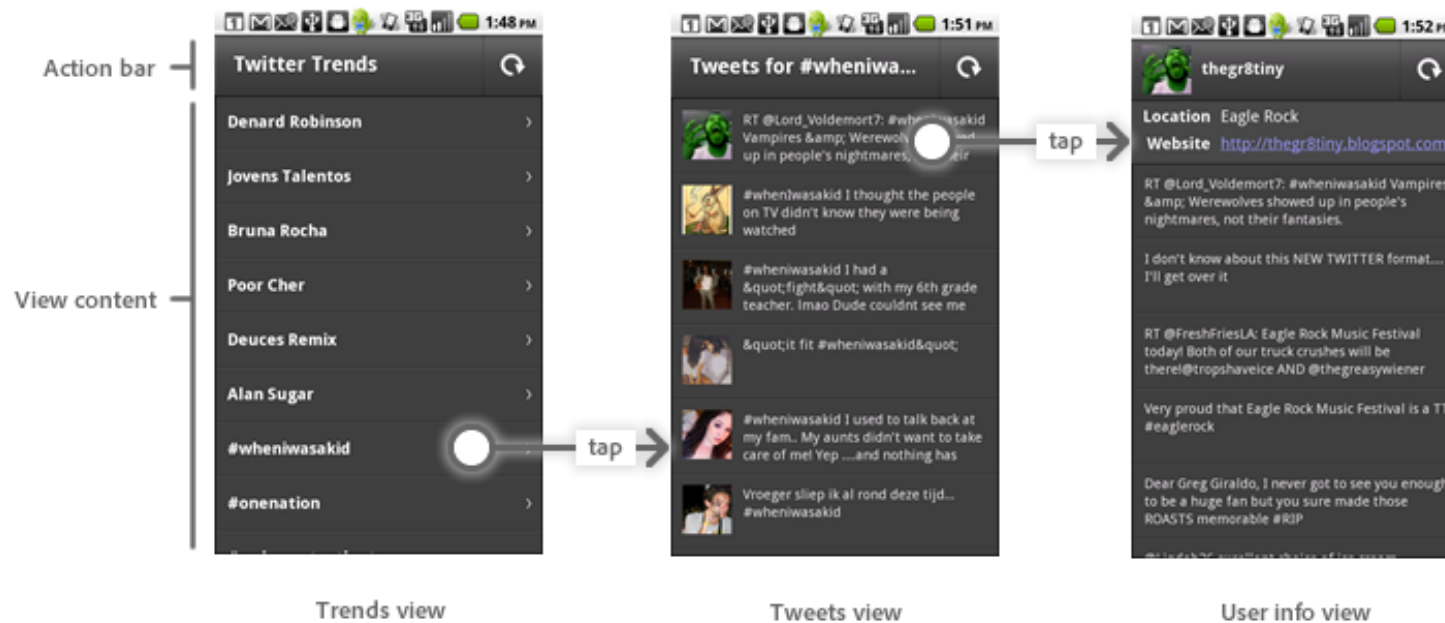 1:48 PM
Action bar
Twitter Trends
View content
Denard Robinson
Jovens Talentos
Bruna Rocha
Poor Cher
Deuces Remix
Alan Sugar
#wheniwasakid
#onenation
Trends view
tap
1:51 PM
Tweets for #wheniwa...
RT @Lord_Voldemort7: #wheniwasakid
Vampires &amp; Werewolv
up in people's nightmares,
#whenIwasakid I thought the people
on TV didn't know they were being
watched
#wheniwasakid I had a
&quot;fight&quot; with my 6th grade
teacher. lmao Dude couldnt see me
&quot;it fit #wheniwasakid&quot;
#wheniwasakid I used to talk back at
my fam.. My aunts didn't want to take
care of me! Yep ....and nothing has
Vroeger sliep ik al rond deze tijd...
#wheniwasakid
Tweets view
tap
1:52 PM
thegr8tiny
Location Eagle Rock
Website http://thegr8tiny.blogspot.com
RT @Lord_Voldemort7: #wheniwasakid Vampires
&amp; Werewolves showed up in people's
nightmares, not their fantasies.
I don't know about this NEW TWITTER format....
I'll get over it
RT @FreshFriesLA: Eagle Rock Music Festival
today! Both of our truck crushes will be
there!@tropshaveice AND @thegreasywiener
Very proud that Eagle Rock Music Festival is a TT
#eaglerock
Dear Greg Giraldo, I never got to see you enough
to be a huge fan but you sure made those
ROASTS memorable #RIP
User info view